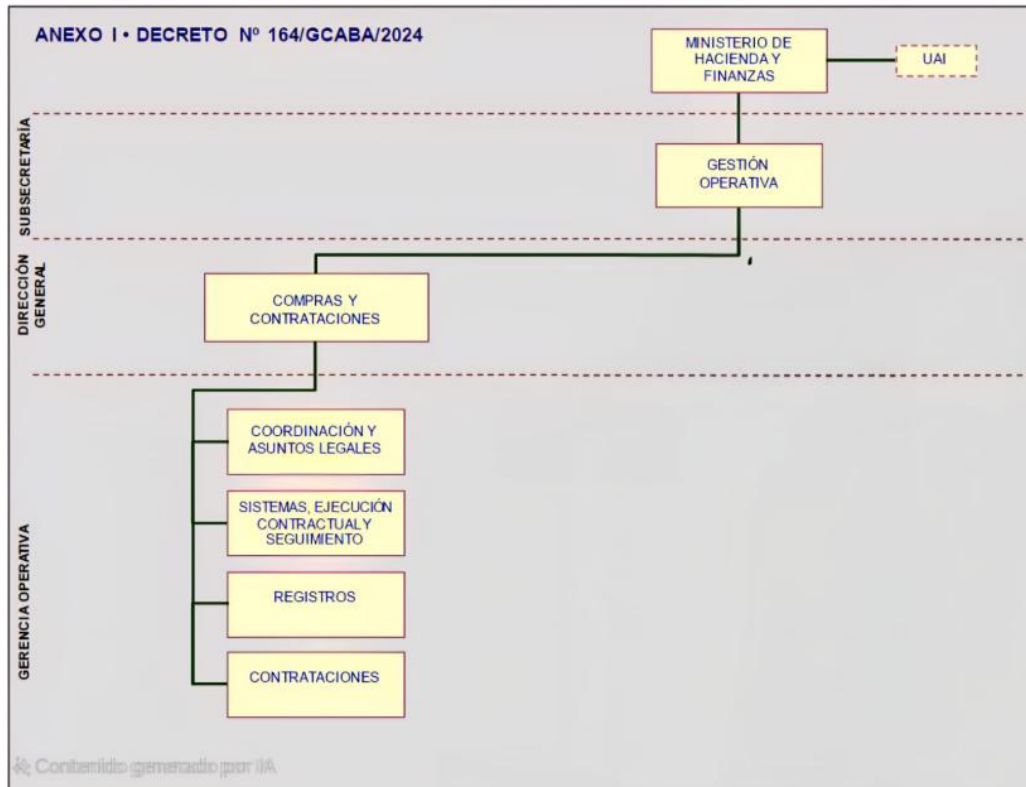 ANEXO I • DECRETO Nº 164/GCABA/2024
MINISTERIO DE
HACIENDA Y
FINANZAS
UAI
SUBSECRETARÍA
GESTIÓN
OPERATIVA
DIRECCIÓN
GENERAL
COMPRAS Y
CONTRATACIONES
GERENCIA OPERATIVA
COORDINACIÓN Y
ASUNTOS LEGALES
SISTEMAS, EJECUCIÓN
CONTRACTUAL Y
SEGUIMIENTO
REGISTROS
CONTRATACIONES
Contenido generado por IA